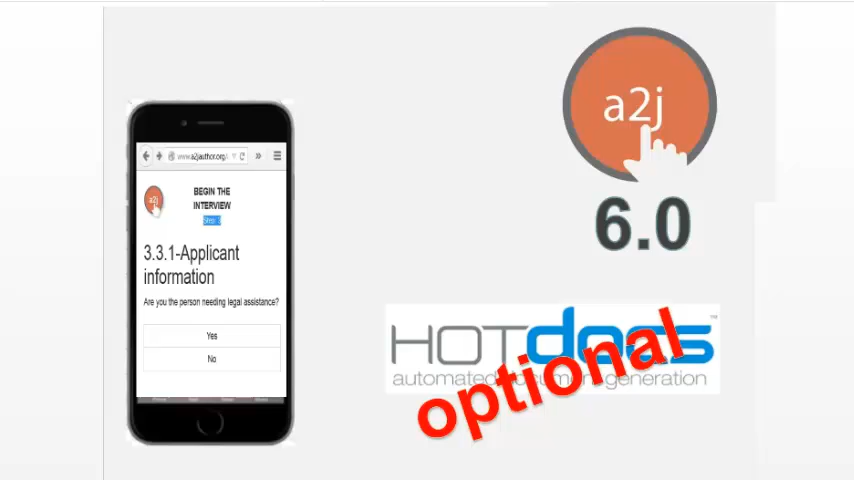 a2j
6.0
www.a2jauthor.org/
a2j
BEGIN THE
INTERVIEW
3.3.1-Applicant
information
Are you the person needing legal assistance?
Yes
No
HOTdocs
™
automated document generation
optional